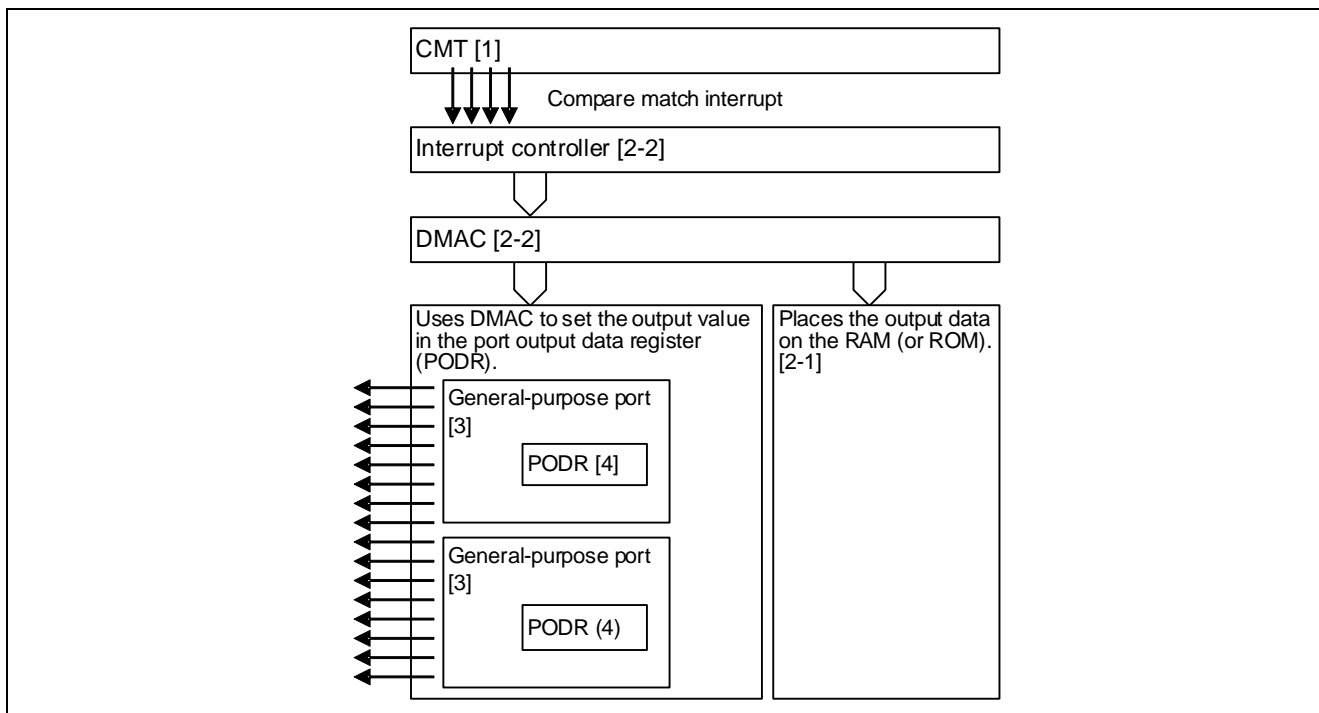 CMT [1]
Compare match interrupt
Interrupt controller [2-2]
DMAC [2-2]
Uses DMAC to set the output value
in the port output data register
(PODR).
General-purpose port
[3]
PODR [4]
General-purpose port
[3]
PODR (4)
Places the output data
on the RAM (or ROM).
[2-1]